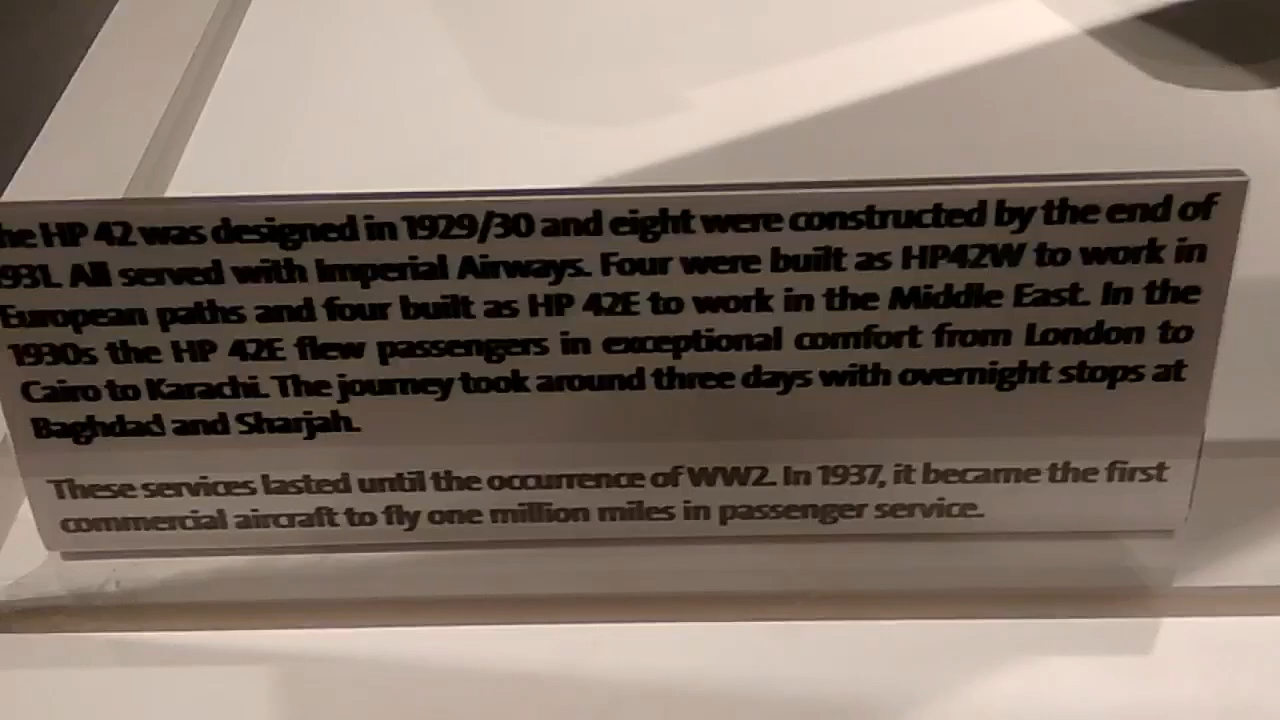 he HP 42 was designed in 1929/30 and eight were constructed by the end of
931. All served with Imperial Airways. Four were built as HP42W to work in
European paths and four built as HP 42E to work in the Middle East. In the
1930s the HP 42E flew passengers in exceptional comfort from London to
Cairo to Karachi. The journey took around three days with overnight stops at
Baghdad and Sharjah.
These services lasted until the occurrence of WW2. In 1937, it became the first
commercial aircraft to fly one million miles in passenger service.